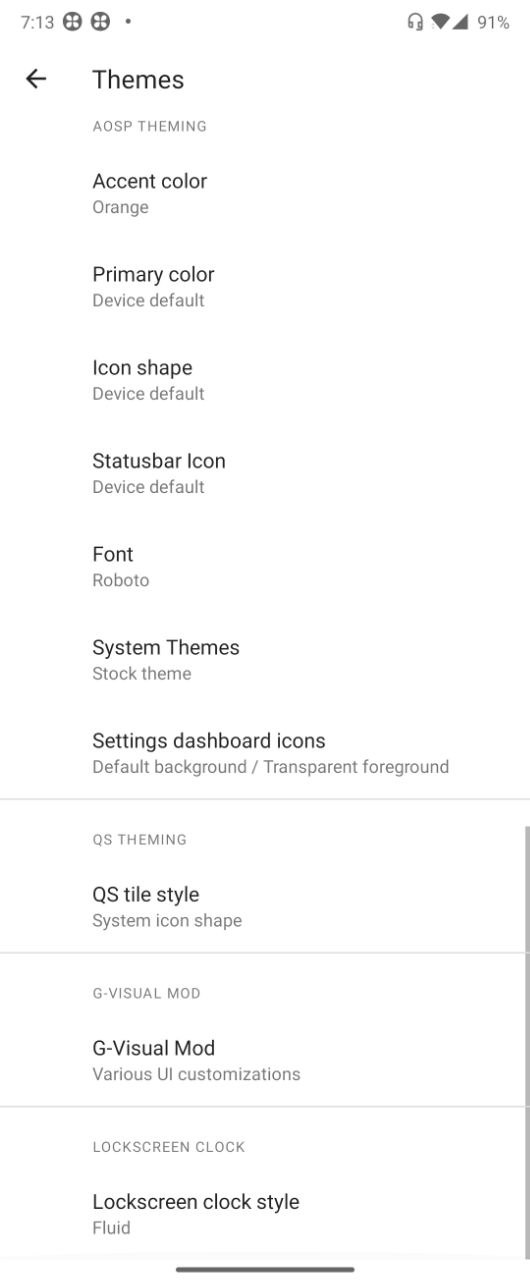 7:13
91%
Themes
AOSP THEMING
Accent color
Orange
Primary color
Device default
Icon shape
Device default
Statusbar Icon
Device default
Font
Roboto
System Themes
Stock theme
Settings dashboard icons
Default background / Transparent foreground
QS THEMING
QS tile style
System icon shape
G-VISUAL MOD
G-Visual Mod
Various UI customizations
LOCKSCREEN CLOCK
Lockscreen clock style
Fluid